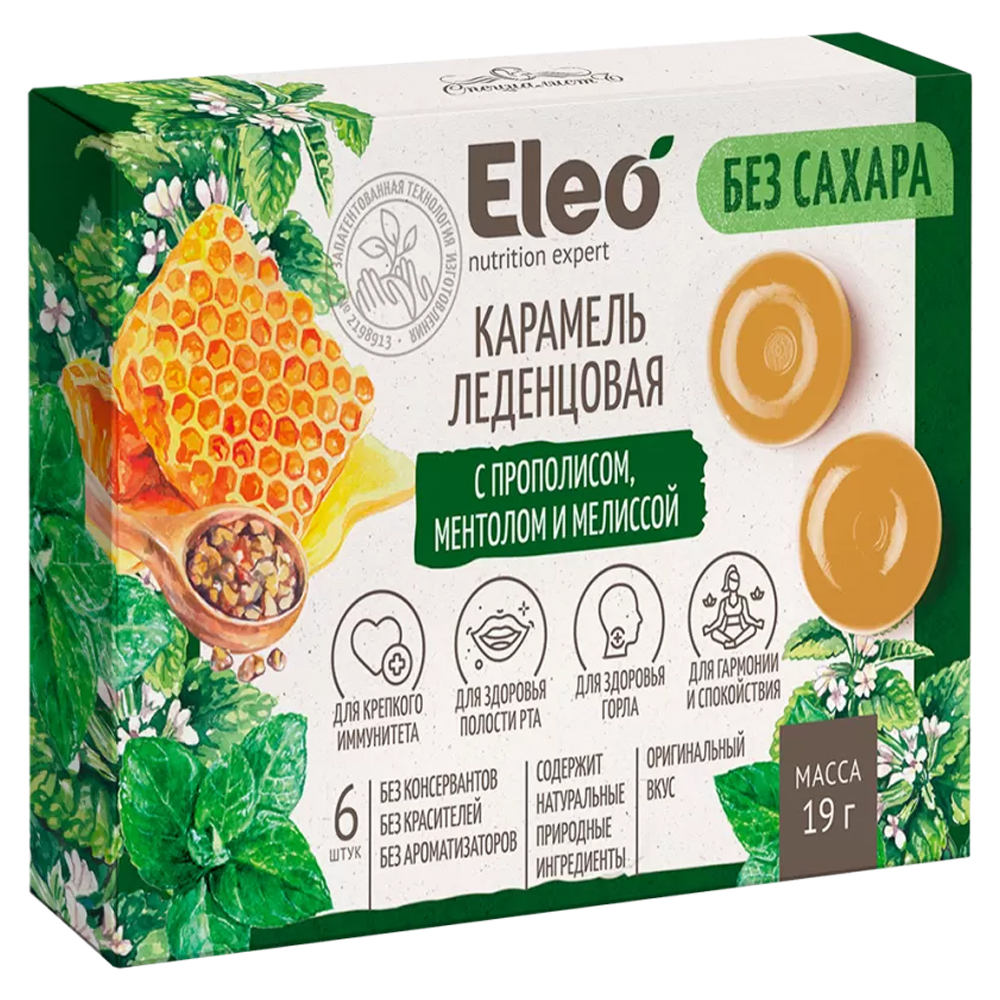 Специалист
Eleo
nutrition expert
БЕЗ САХАРА
ЗАПАТЕНТОВАННАЯ ТЕХНОЛОГИЯ ИЗГОТОВЛЕНИЯ
№ 2198913
КАРАМЕЛЬ
ЛЕДЕНЦОВАЯ
С ПРОПОЛИСОМ,
МЕНТОЛОМ И МЕЛИССОЙ
ДЛЯ КРЕПКОГО
ИММУНИТЕТА
ДЛЯ ЗДОРОВЬЯ
ПОЛОСТИ РТА
ДЛЯ ЗДОРОВЬЯ
ГОРЛА
ДЛЯ ГАРМОНИИ
И СПОКОЙСТВИЯ
6
ШТУК
БЕЗ КОНСЕРВАНТОВ
БЕЗ КРАСИТЕЛЕЙ
БЕЗ АРОМАТИЗАТОРОВ
СОДЕРЖИТ
НАТУРАЛЬНЫЕ
ПРИРОДНЫЕ
ИНГРЕДИЕНТЫ
ОРИГИНАЛЬНЫЙ
ВКУС
МАССА
19 г